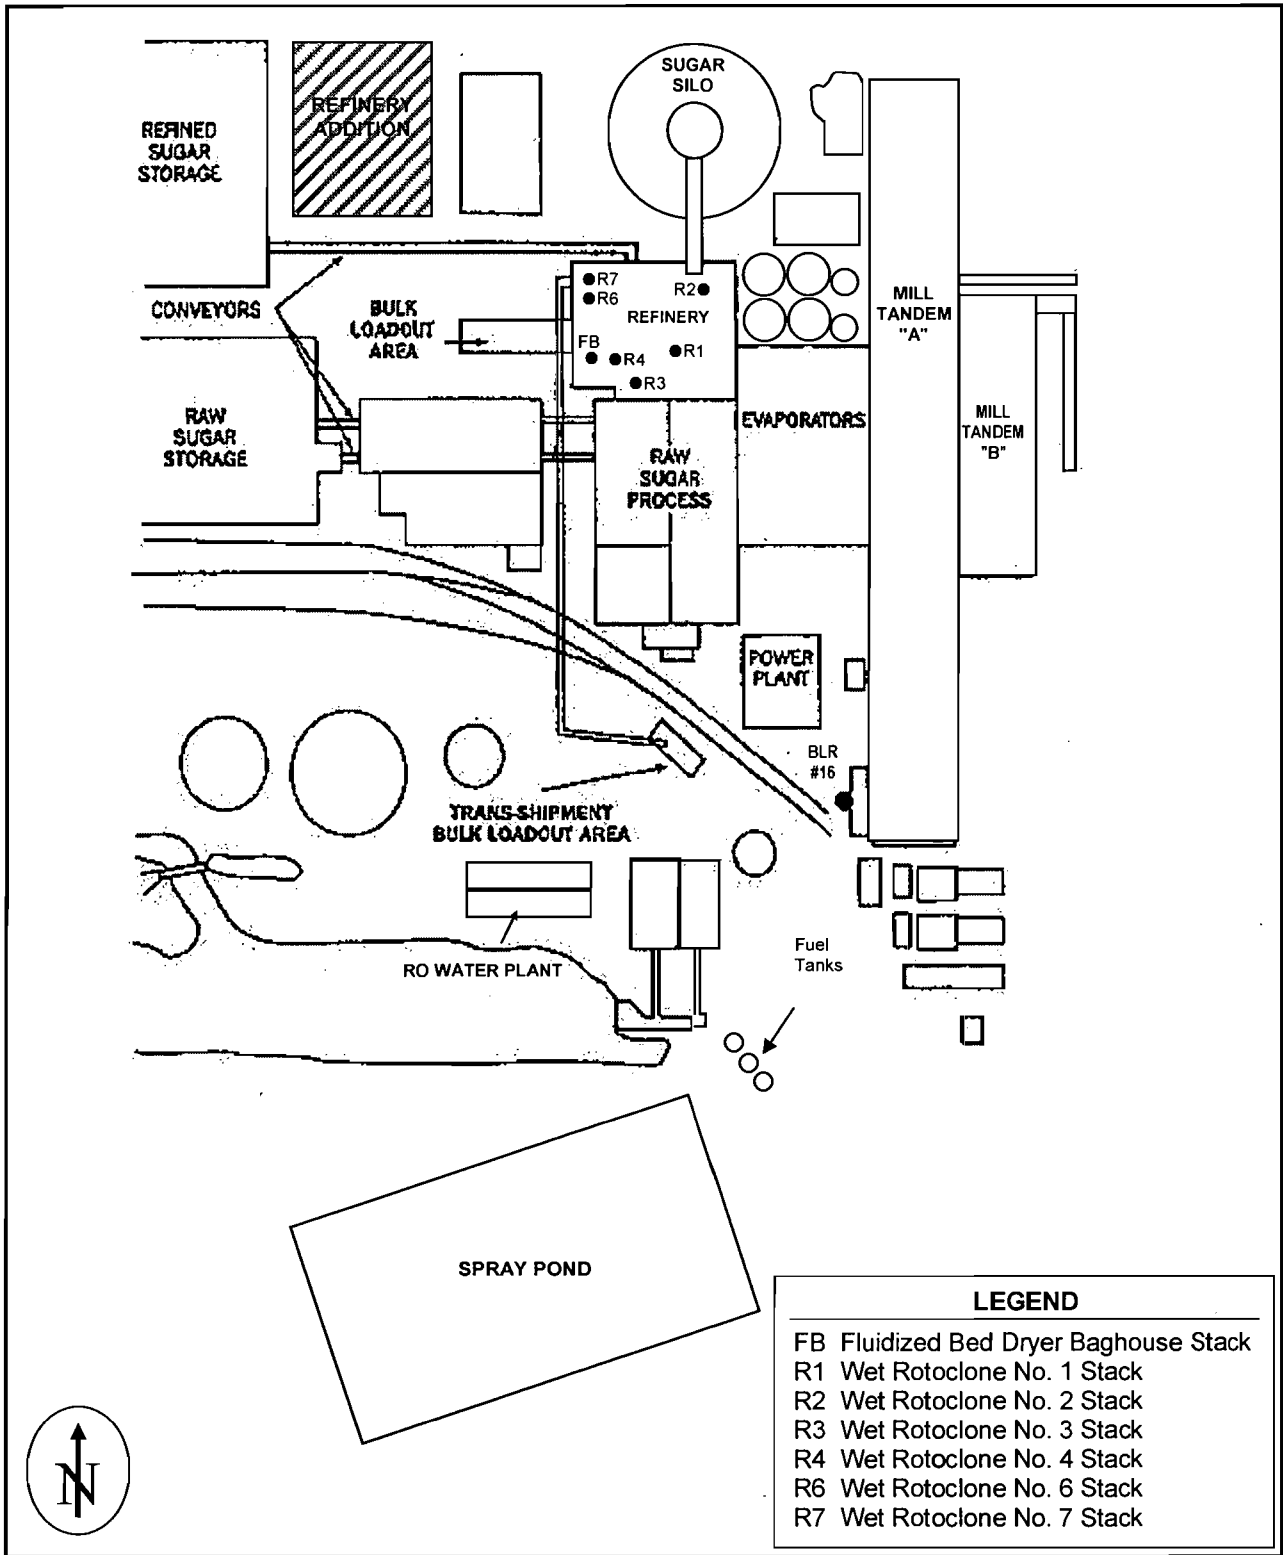 SUGAR
SILO
REFINERY
ADDITION
REFINED
SUGAR
STORAGE
CONVEYORS
BULK
LOADOUT
AREA
R7
R6
R2
REFINERY
FB
R4
R1
R3
MILL
TANDEM
"A"
RAW
SUGAR
STORAGE
RAW
SUGAR
PROCESS
EVAPORATORS
MILL
TANDEM
"B"
POWER
PLANT
BLR
#16
TRANS-SHIPMENT
BULK LOADOUT AREA
RO WATER PLANT
Fuel
Tanks
SPRAY POND
N
LEGEND
FB Fluidized Bed Dryer Baghouse Stack
R1 Wet Rotoclone No. 1 Stack
R2 Wet Rotoclone No. 2 Stack
R3 Wet Rotoclone No. 3 Stack
R4 Wet Rotoclone No. 4 Stack
R6 Wet Rotoclone No. 6 Stack
R7 Wet Rotoclone No. 7 Stack